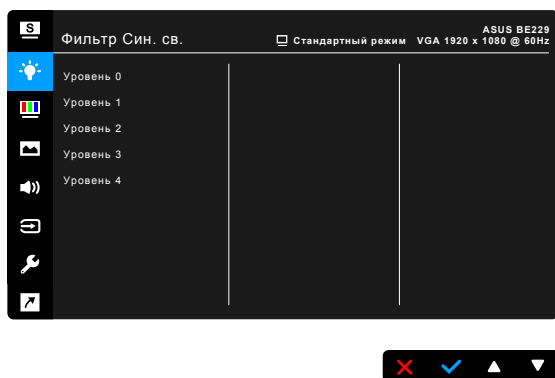 S
Фильтр Син. св.
Стандартный режим
ASUS BE229
VGA 1920 x 1080 @ 60Hz
Уровень 0
Уровень 1
Уровень 2
Уровень 3
Уровень 4